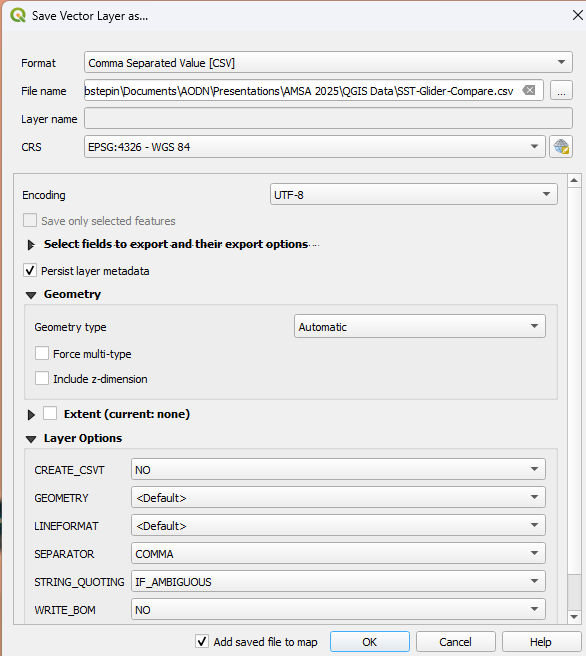 Save Vector Layer as...
Format Comma Separated Value [CSV]
File name bstepin\Documents\AODN\Presentations\AMSA 2025\QGIS Data\SST-Glider-Compare.csv ...
Layer name
CRS EPSG:4326 - WGS 84
Encoding UTF-8
Save only selected features
Select fields to export and their export options
Persist layer metadata
Geometry
Geometry type Automatic
Force multi-type
Include z-dimension
Extent (current: none)
Layer Options
CREATE_CSVT NO
GEOMETRY <Default>
LINEFORMAT <Default>
SEPARATOR COMMA
STRING_QUOTING IF_AMBIGUOUS
WRITE_BOM NO
Add saved file to map OK Cancel Help